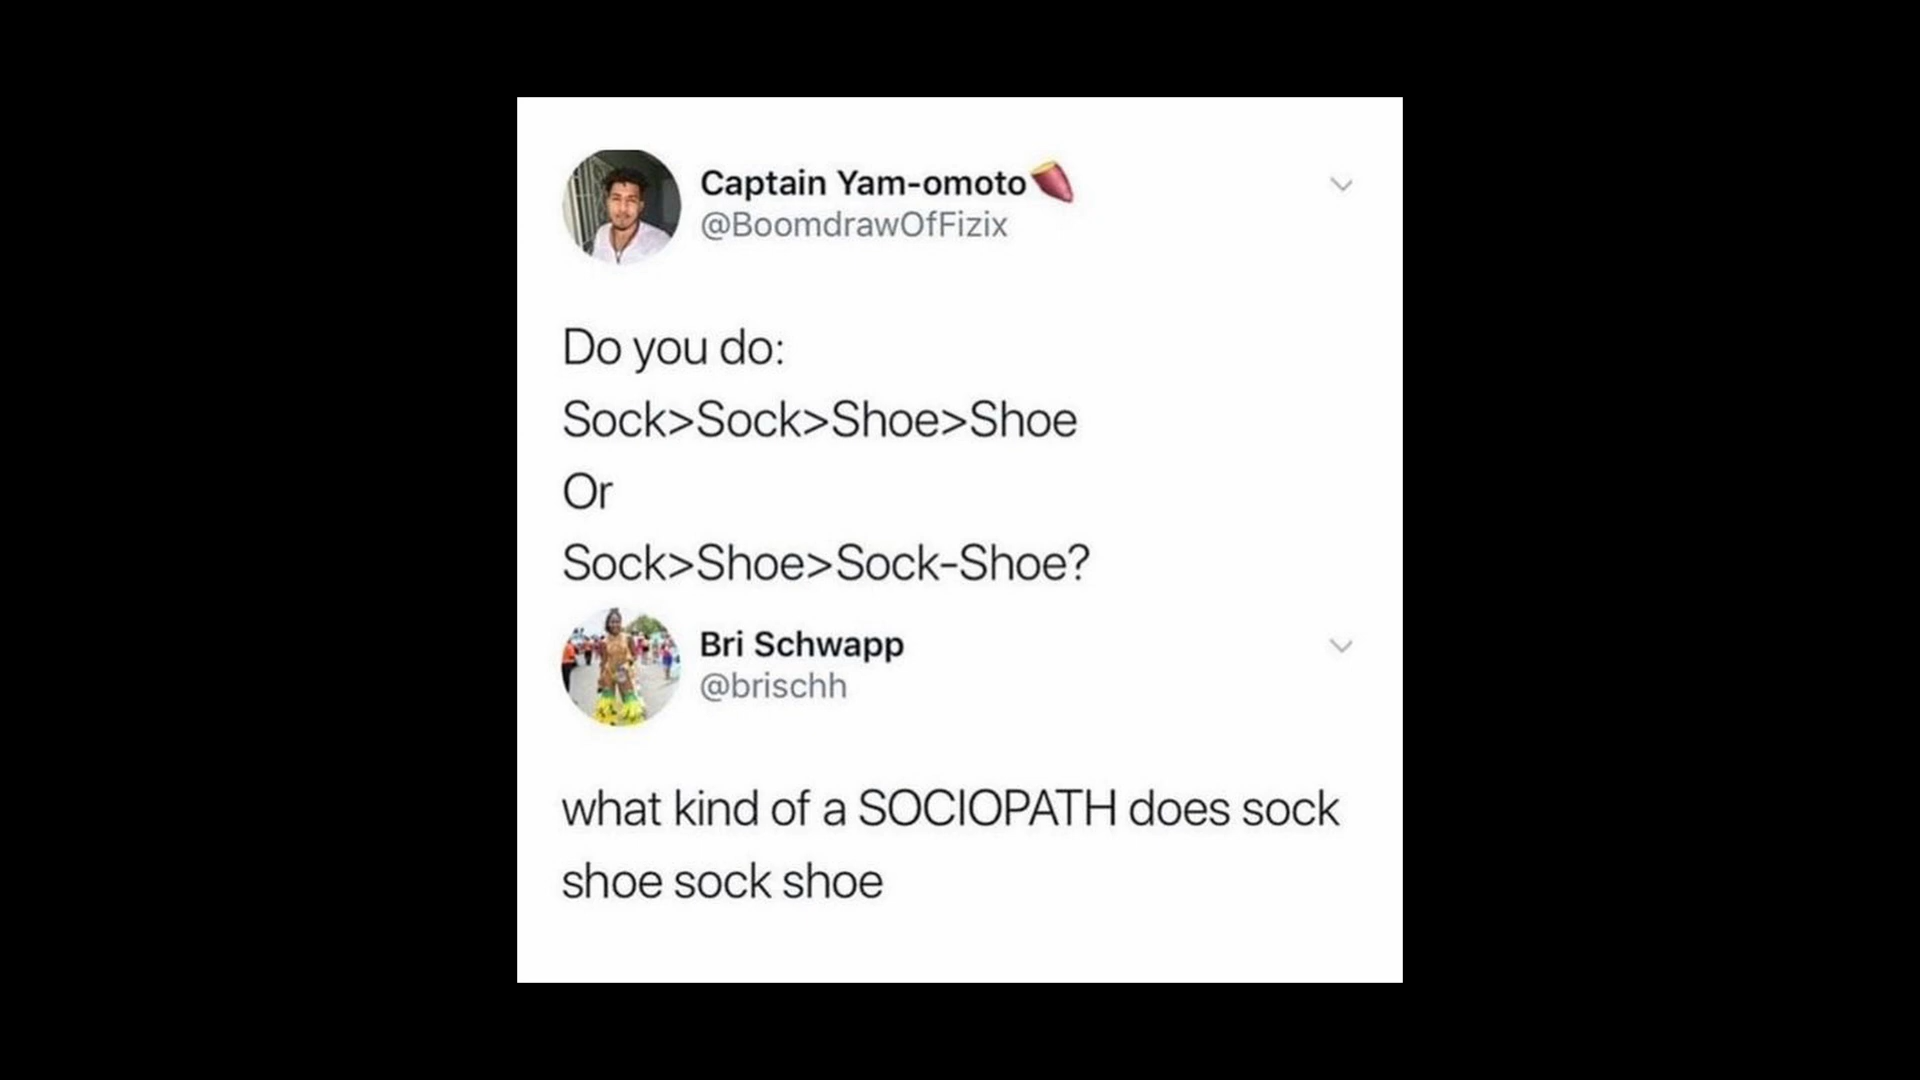 Captain Yam-omoto🍠
@BoomdrawOfFizix
Do you do:
Sock>Sock>Shoe>Shoe
Or
Sock>Shoe>Sock-Shoe?
Bri Schwapp
@brischh
what kind of a SOCIOPATH does sock
shoe sock shoe